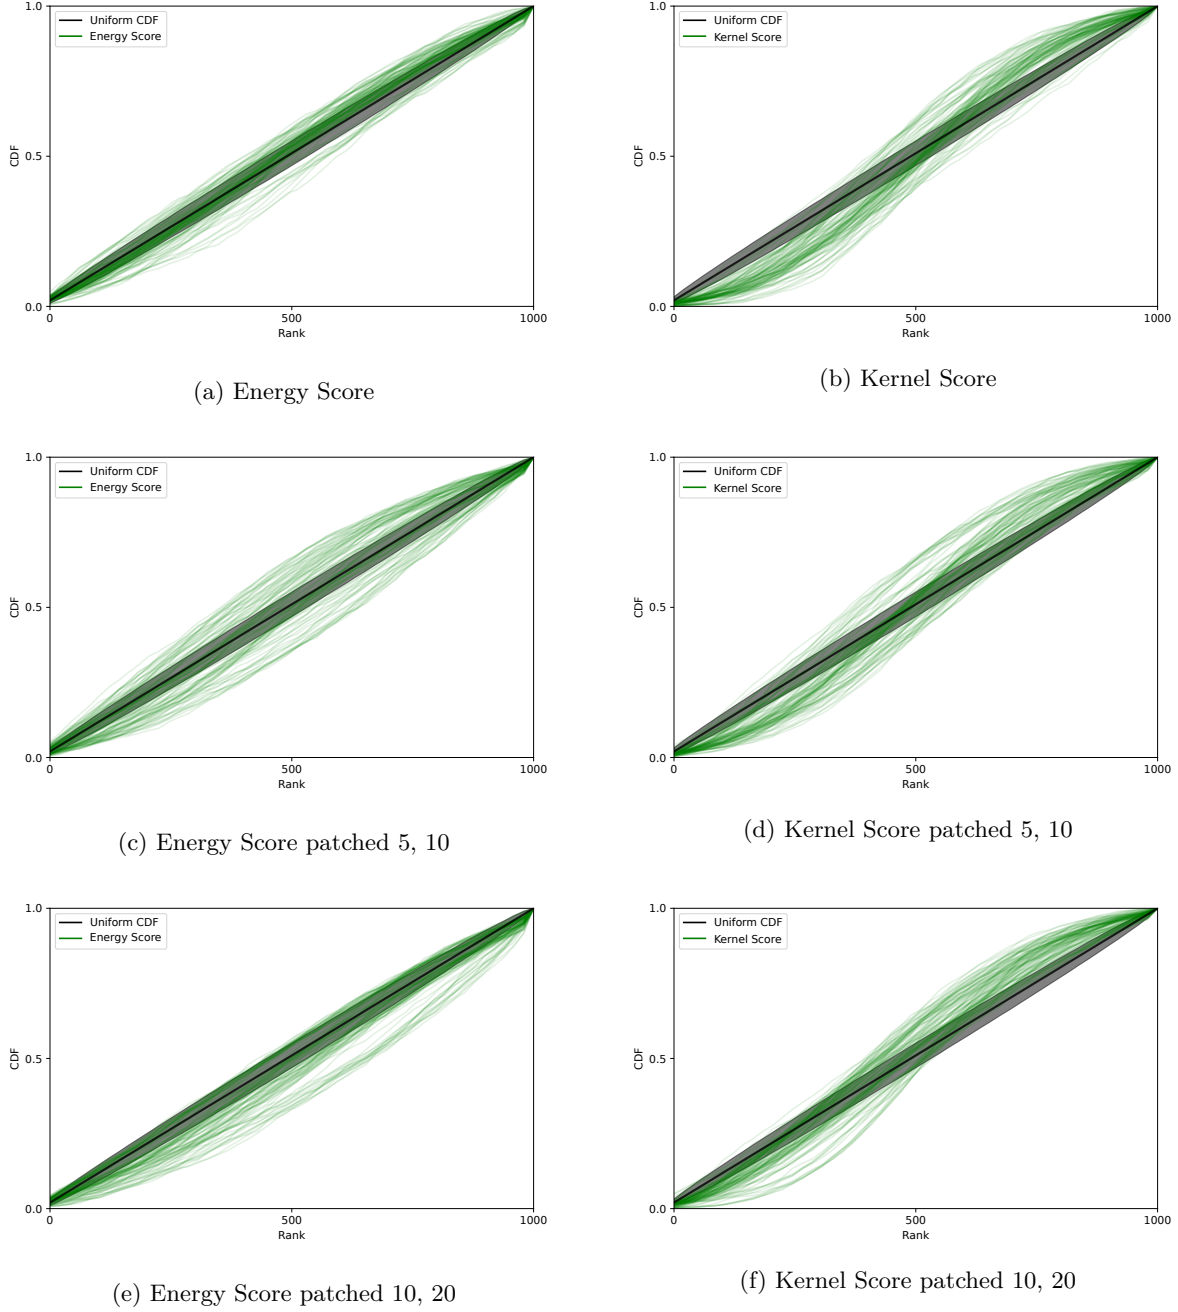 1.0
Uniform CDF
Energy Score
0.5
CDF
0.0
0
500
1000
Rank
(a) Energy Score
1.0
Uniform CDF
Kernel Score
0.5
CDF
0.0
0
500
1000
Rank
(b) Kernel Score
1.0
Uniform CDF
Energy Score
0.5
CDF
0.0
0
500
1000
Rank
(c) Energy Score patched 5, 10
1.0
Uniform CDF
Kernel Score
0.5
CDF
0.0
0
500
1000
Rank
(d) Kernel Score patched 5, 10
1.0
Uniform CDF
Energy Score
0.5
CDF
0.0
0
500
1000
Rank
(e) Energy Score patched 10, 20
1.0
Uniform CDF
Kernel Score
0.5
CDF
0.0
0
500
1000
Rank
(f) Kernel Score patched 10, 20